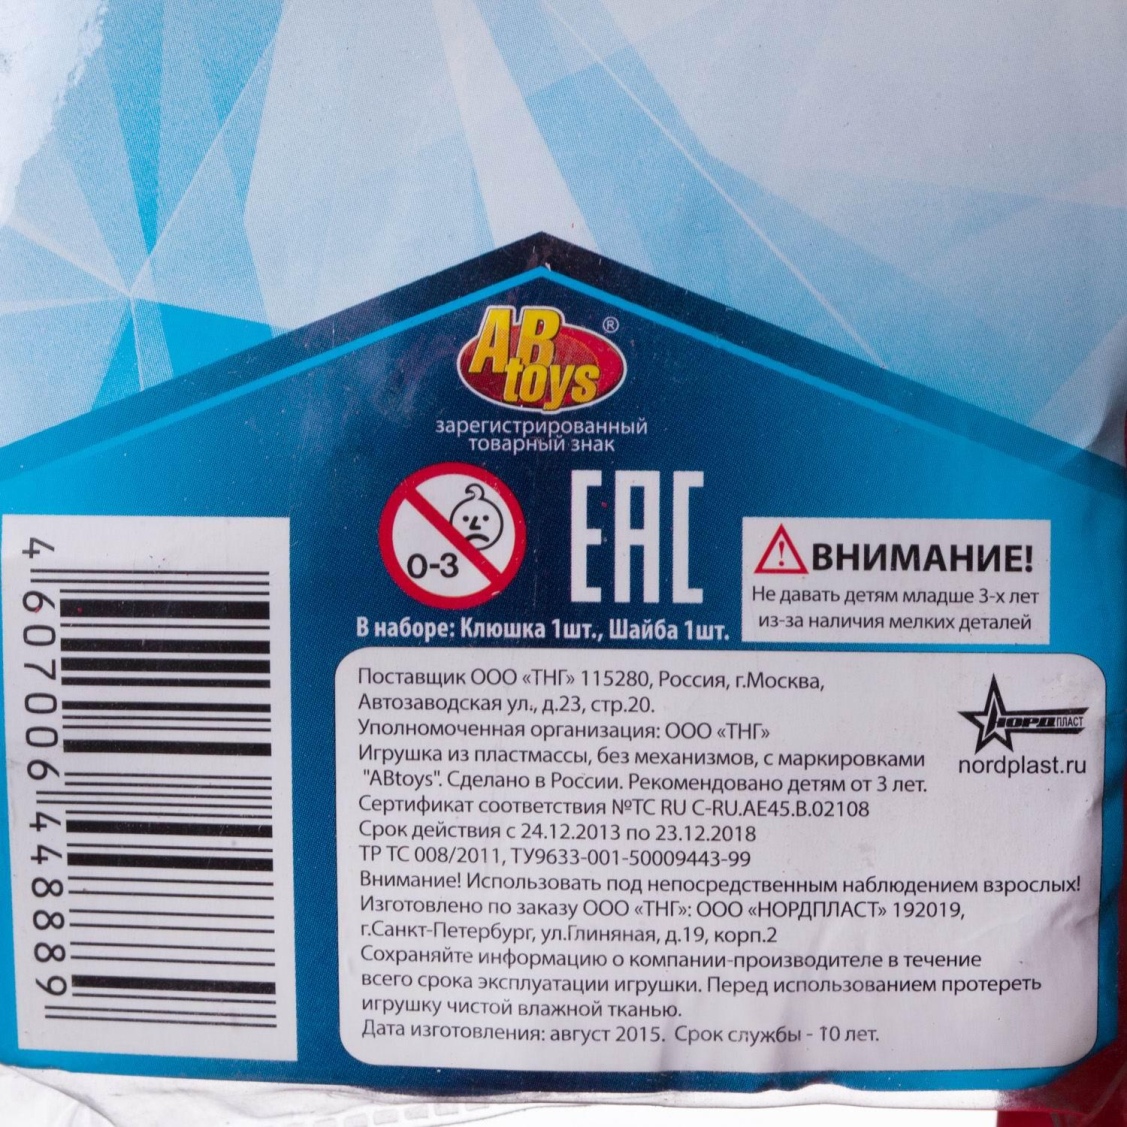 ABtoys ®
зарегистрированный
товарный знак
0-3
EAC
ВНИМАНИЕ!
Не давать детям младше 3-х лет
из-за наличия мелких деталей
В наборе: Клюшка 1шт., Шайба 1шт.
4607006448889
Поставщик ООО «ТНГ» 115280, Россия, г.Москва,
Автозаводская ул., д.23, стр.20.
Уполномоченная организация: ООО «ТНГ»
Игрушка из пластмассы, без механизмов, с маркировками
"ABtoys". Сделано в России. Рекомендовано детям от 3 лет.
Сертификат соответствия №ТС RU C-RU.АЕ45.В.02108
Срок действия с 24.12.2013 по 23.12.2018
ТР ТС 008/2011, ТУ9633-001-50009443-99
Внимание! Использовать под непосредственным наблюдением взрослых!
Изготовлено по заказу ООО «ТНГ»: ООО «НОРДПЛАСТ» 192019,
г.Санкт-Петербург, ул.Глиняная, д.19, корп.2
Сохраняйте информацию о компании-производителе в течение
всего срока эксплуатации игрушки. Перед использованием протереть
игрушку чистой влажной тканью.
Дата изготовления: август 2015. Срок службы - 10 лет.
НОРДПЛАСТ
nordplast.ru